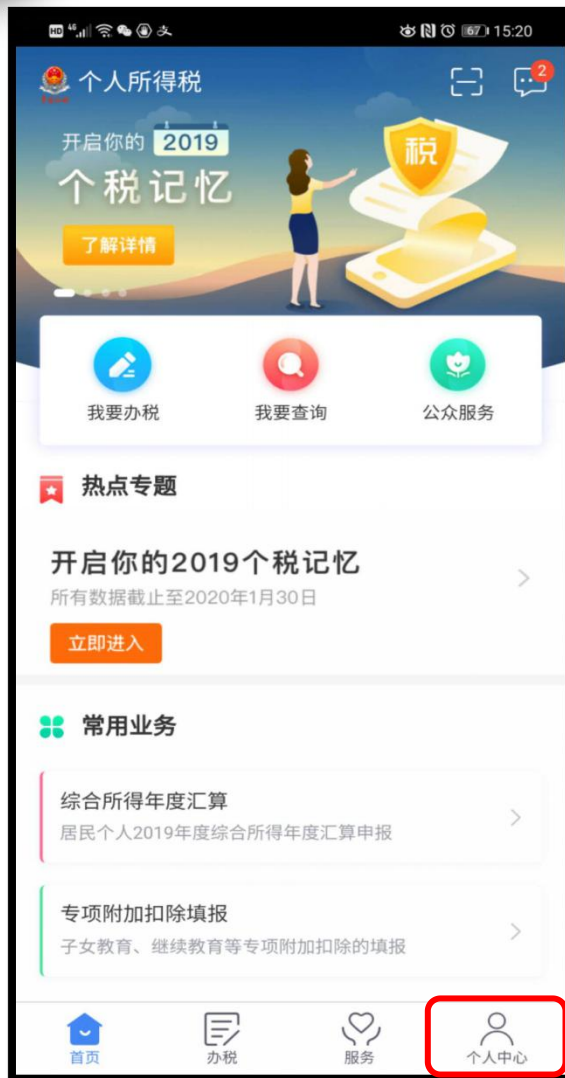 HD 46 67 15:20
个人所得税
2
开启你的 2019
税
个税记忆
了解详情
我要办税 我要查询 公众服务
热点专题
开启你的2019个税记忆
所有数据截止至2020年1月30日
立即进入
常用业务
综合所得年度汇算
居民个人2019年度综合所得年度汇算申报
专项附加扣除填报
子女教育、继续教育等专项附加扣除的填报
首页 办税 服务 个人中心